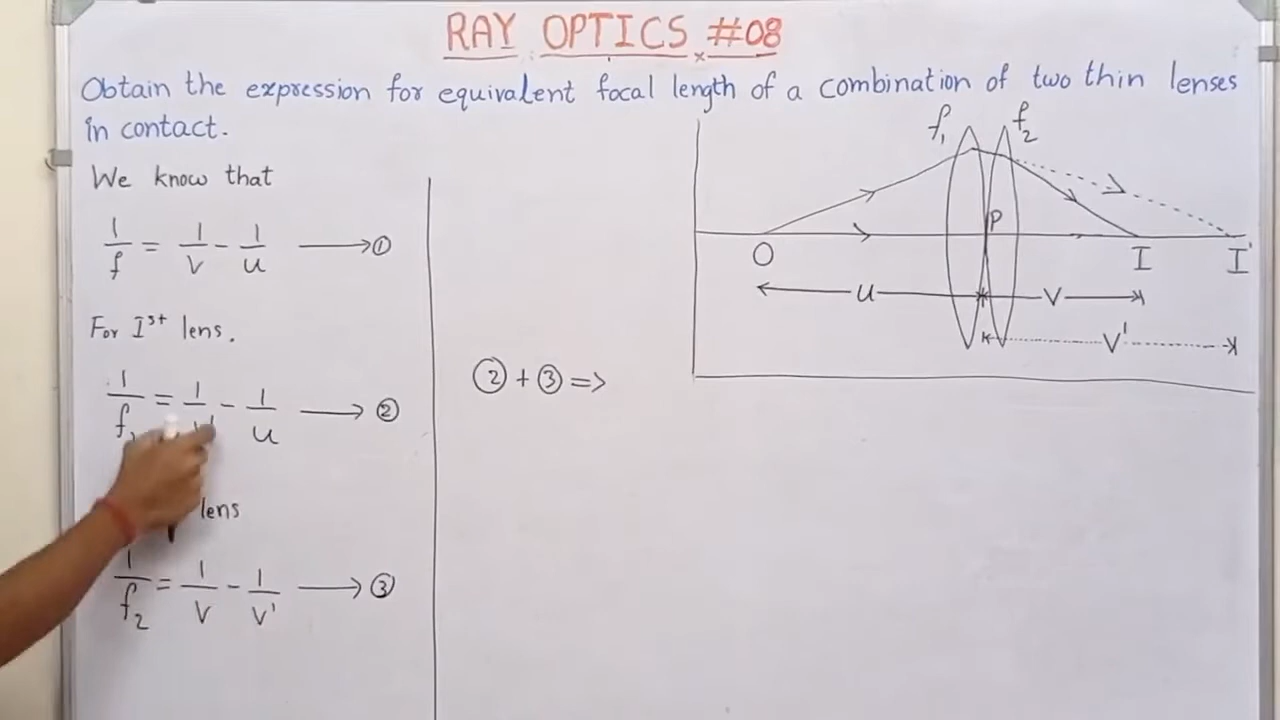 RAY OPTICS #08
Obtain the expression for equivalent focal length of a combination of two thin lenses
in contact.
We know that
1/f = 1/v - 1/u ⟶ ①
For Ist lens.
1/f₁ = 1/v' - 1/u ⟶ ②
lens
1/f₂ = 1/v - 1/v' ⟶ ③
② + ③ =>
f₁ f₂
P
O I I'
u v
v'